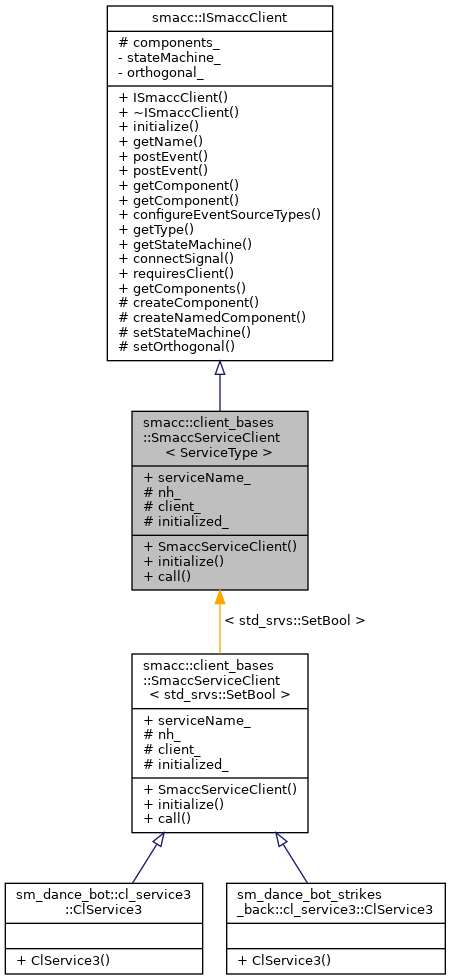 smacc::ISmaccClient
# components_
- stateMachine_
- orthogonal_
+ ISmaccClient()
+ ~ISmaccClient()
+ initialize()
+ getName()
+ postEvent()
+ postEvent()
+ getComponent()
+ getComponent()
+ configureEventSourceTypes()
+ getType()
+ getStateMachine()
+ connectSignal()
+ requiresClient()
+ getComponents()
# createComponent()
# createNamedComponent()
# setStateMachine()
# setOrthogonal()
smacc::client_bases
::SmaccServiceClient
< ServiceType >
+ serviceName_
# nh_
# client_
# initialized_
+ SmaccServiceClient()
+ initialize()
+ call()
< std_srvs::SetBool >
smacc::client_bases
::SmaccServiceClient
< std_srvs::SetBool >
+ serviceName_
# nh_
# client_
# initialized_
+ SmaccServiceClient()
+ initialize()
+ call()
sm_dance_bot::cl_service3
::ClService3
+ ClService3()
sm_dance_bot_strikes
_back::cl_service3::ClService3
+ ClService3()